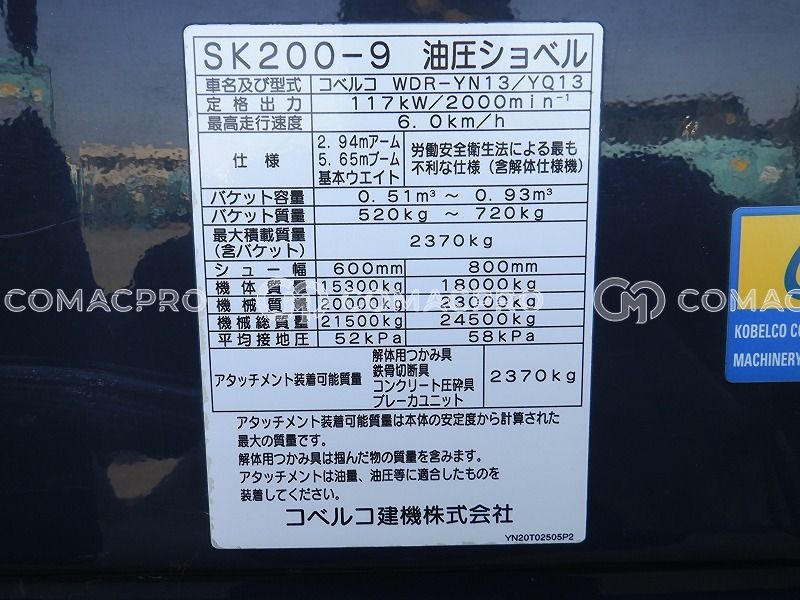 SK200-9 油圧ショベル
車名及び型式 コベルコ WDR-YN13/YQ13
定格出力 117kW/2000min⁻¹
最高走行速度 6.0km/h
仕様 2.94mアーム 5.65mブーム 基本ウエイト 労働安全衛生法による最も不利な仕様(含解体仕様機)
バケット容量 0.51m³ ~ 0.93m³
バケット質量 520kg ~ 720kg
最大積載質量(含バケット) 2370kg
シュー幅 600mm 800mm
機体質量 15300kg 18000kg
機械質量 20000kg 23000kg
機械総質量 21500kg 24500kg
平均接地圧 52kPa 58kPa
アタッチメント装着可能質量 解体用つかみ具 鉄骨切断具 コンクリート圧砕具 ブレーカユニット 2370kg
アタッチメント装着可能質量は本体の安定度から計算された
最大の質量です。
解体用つかみ具は掴んだ物の質量を含みます。
アタッチメントは油量、油圧等に適合したものを
装着してください。
コベルコ建機株式会社
YN20T02505P2
KOBELCO CO
MACHINERY
COMACPRO COMACPRO COMACPRO